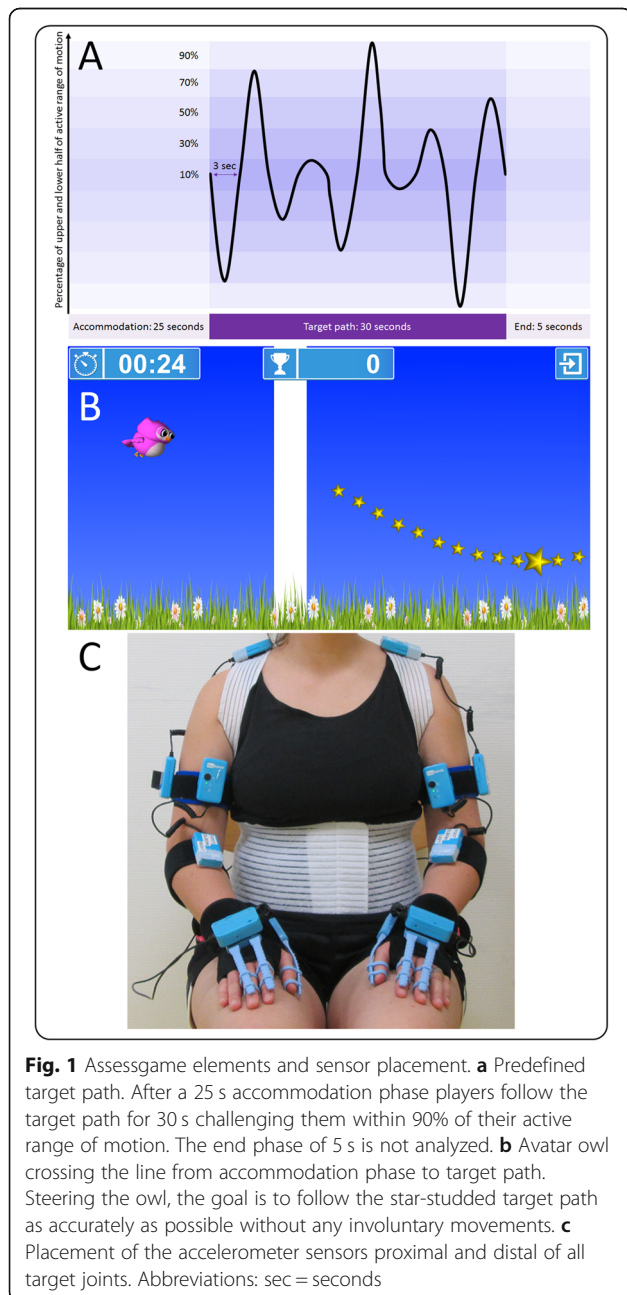 A
Percentage of upper and lower half of active range of motion
90%
70%
50%
30%
10%
3 sec
Accommodation: 25 seconds
Target path: 30 seconds
End: 5 seconds
00:24
0
B
C
Fig. 1 Assessgame elements and sensor placement. a Predefined
target path. After a 25 s accommodation phase players follow the
target path for 30 s challenging them within 90% of their active
range of motion. The end phase of 5 s is not analyzed. b Avatar owl
crossing the line from accommodation phase to target path.
Steering the owl, the goal is to follow the star-studded target path
as accurately as possible without any involuntary movements. c
Placement of the accelerometer sensors proximal and distal of all
target joints. Abbreviations: sec = seconds